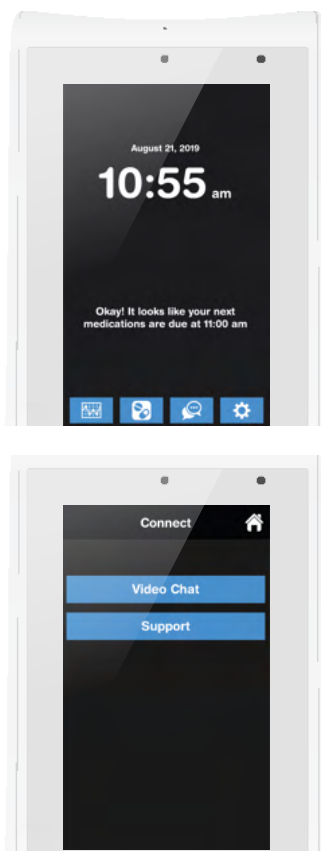 August 21, 2019
10:55 am
Okay! It looks like your next
medications are due at 11:00 am
Connect
Video Chat
Support